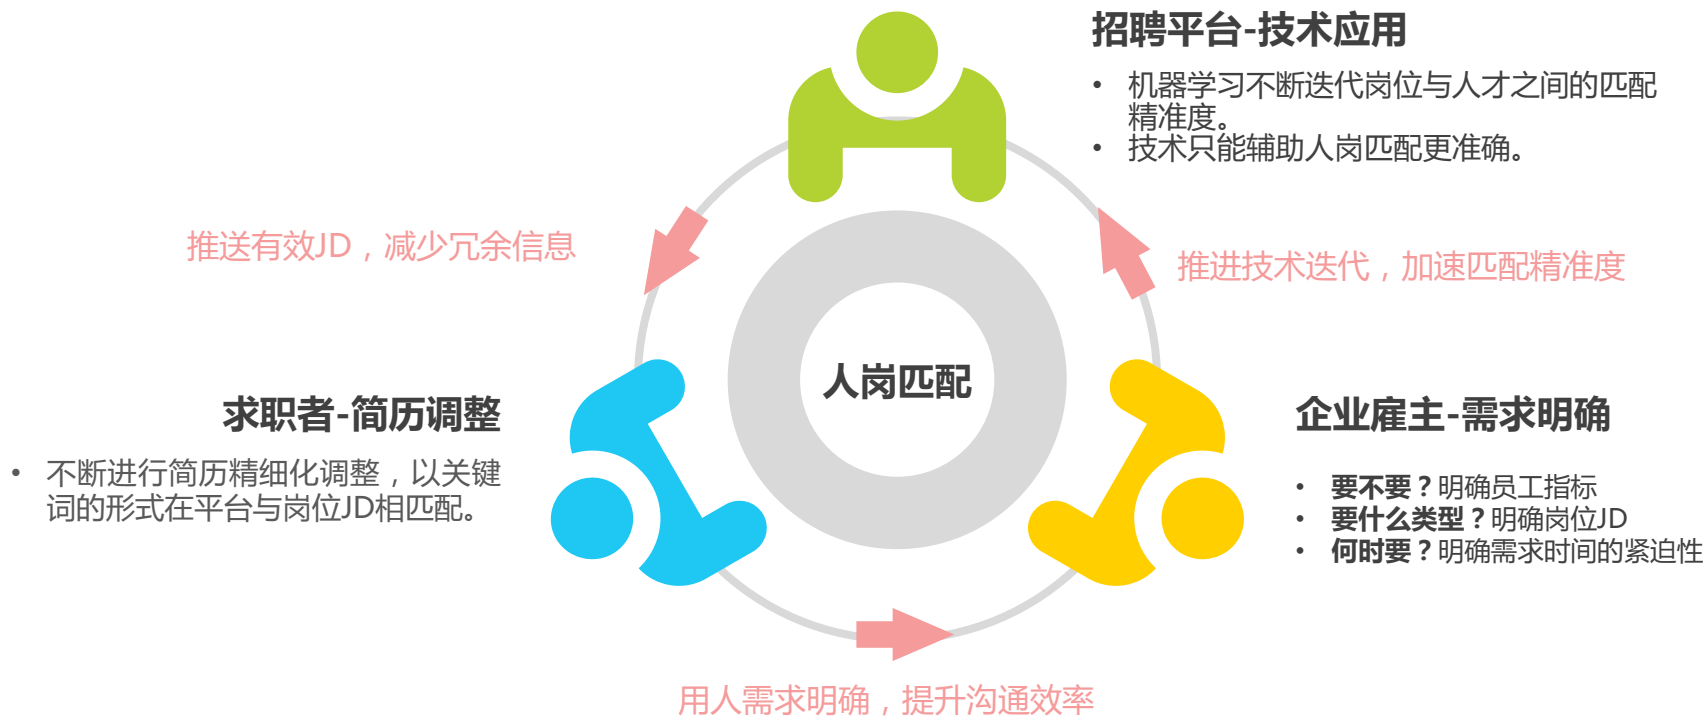 招聘平台-技术应用
• 机器学习不断迭代岗位与人才之间的匹配
精准度。
• 技术只能辅助人岗匹配更准确。
推送有效JD，减少冗余信息
推进技术迭代，加速匹配精准度
人岗匹配
求职者-简历调整
• 不断进行简历精细化调整，以关键
词的形式在平台与岗位JD相匹配。
企业雇主-需求明确
• 要不要？明确员工指标
• 要什么类型？明确岗位JD
• 何时要？明确需求时间的紧迫性
用人需求明确，提升沟通效率